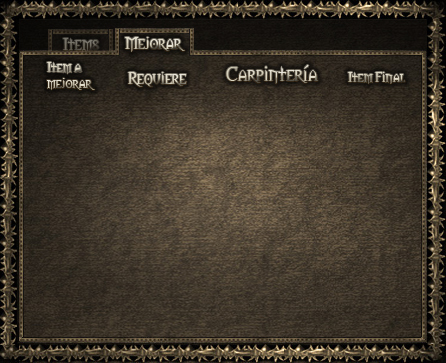 Items
Mejorar
Item a mejorar
Requiere
Carpintería
Item Final